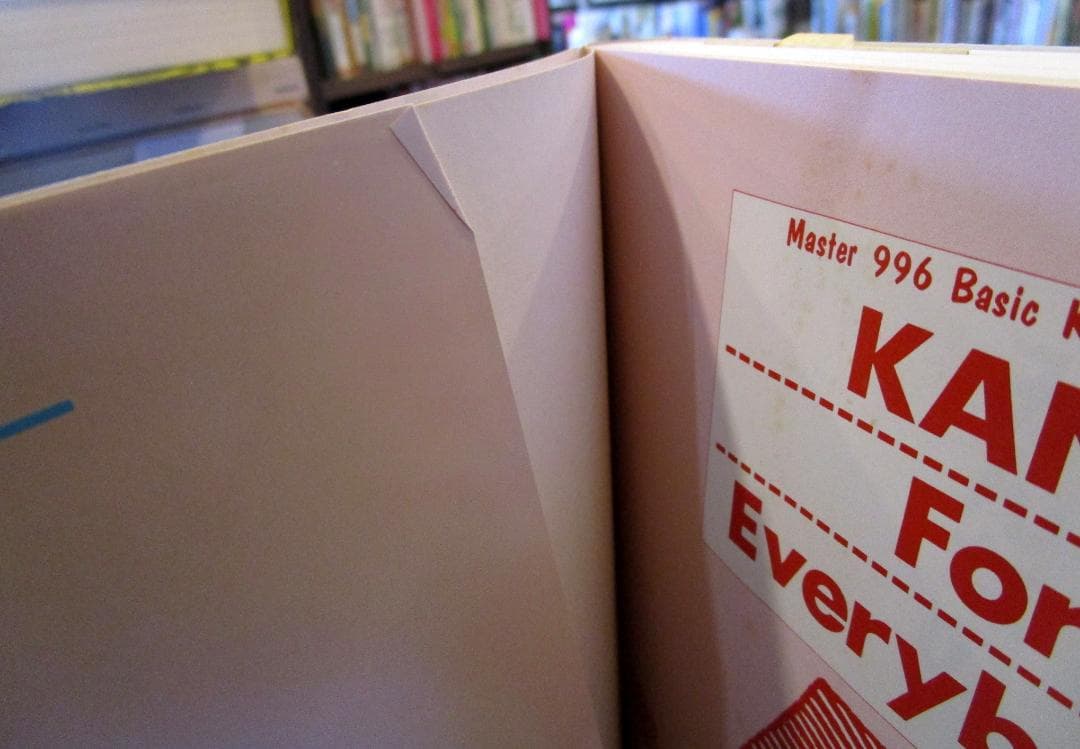 Master 996 Basic K
KAN
For
Everyb